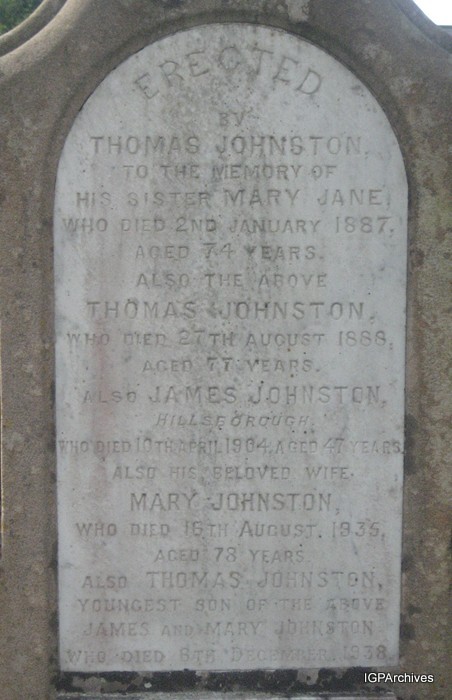 ERECTED
BY
THOMAS JOHNSTON,
TO THE MEMORY OF
HIS SISTER MARY JANE,
WHO DIED 2ND JANUARY 1887,
AGED 74 YEARS.
ALSO THE ABOVE
THOMAS JOHNSTON,
WHO DIED 27TH AUGUST 1888,
AGED 77 YEARS.
ALSO JAMES JOHNSTON,
HILLSBOROUGH,
WHO DIED 10TH APRIL 1904, AGED 47 YEARS.
ALSO HIS BELOVED WIFE
MARY JOHNSTON,
WHO DIED 16TH AUGUST, 1935,
AGED 78 YEARS.
ALSO THOMAS JOHNSTON,
YOUNGEST SON OF THE ABOVE
JAMES AND MARY JOHNSTON
WHO DIED 8TH DECEMBER, 1938.
IGPArchives